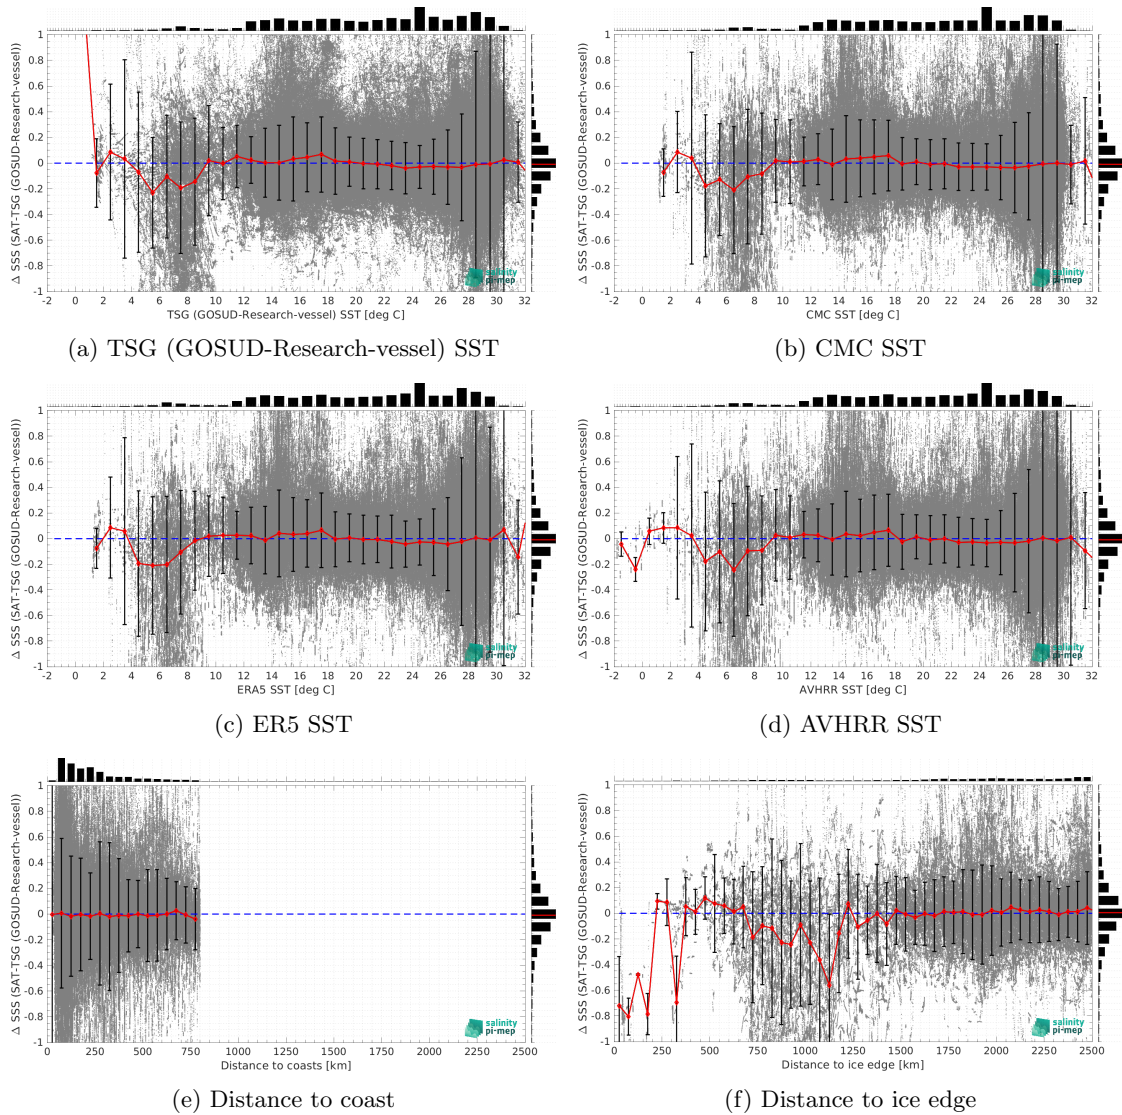 Δ SSS (SAT-TSG (GOSUD-Research-vessel))
1
0.8
0.6
0.4
0.2
0
-0.2
-0.4
-0.6
-0.8
-1
-2 0 2 4 6 8 10 12 14 16 18 20 22 24 26 28 30 32
TSG (GOSUD-Research-vessel) SST [deg C]
salinity
pi-mep
(a) TSG (GOSUD-Research-vessel) SST
Δ SSS (SAT-TSG (GOSUD-Research-vessel))
1
0.8
0.6
0.4
0.2
0
-0.2
-0.4
-0.6
-0.8
-1
-2 0 2 4 6 8 10 12 14 16 18 20 22 24 26 28 30 32
CMC SST [deg C]
salinity
pi-mep
(b) CMC SST
Δ SSS (SAT-TSG (GOSUD-Research-vessel))
1
0.8
0.6
0.4
0.2
0
-0.2
-0.4
-0.6
-0.8
-1
-2 0 2 4 6 8 10 12 14 16 18 20 22 24 26 28 30 32
ERA5 SST [deg C]
salinity
pi-mep
(c) ER5 SST
Δ SSS (SAT-TSG (GOSUD-Research-vessel))
1
0.8
0.6
0.4
0.2
0
-0.2
-0.4
-0.6
-0.8
-1
-2 0 2 4 6 8 10 12 14 16 18 20 22 24 26 28 30 32
AVHRR SST [deg C]
salinity
pi-mep
(d) AVHRR SST
Δ SSS (SAT-TSG (GOSUD-Research-vessel))
1
0.8
0.6
0.4
0.2
0
-0.2
-0.4
-0.6
-0.8
-1
0 250 500 750 1000 1250 1500 1750 2000 2250 2500
Distance to coasts [km]
salinity
pi-mep
(e) Distance to coast
Δ SSS (SAT-TSG (GOSUD-Research-vessel))
1
0.8
0.6
0.4
0.2
0
-0.2
-0.4
-0.6
-0.8
-1
0 250 500 750 1000 1250 1500 1750 2000 2250 2500
Distance to ice edge [km]
salinity
pi-mep
(f) Distance to ice edge